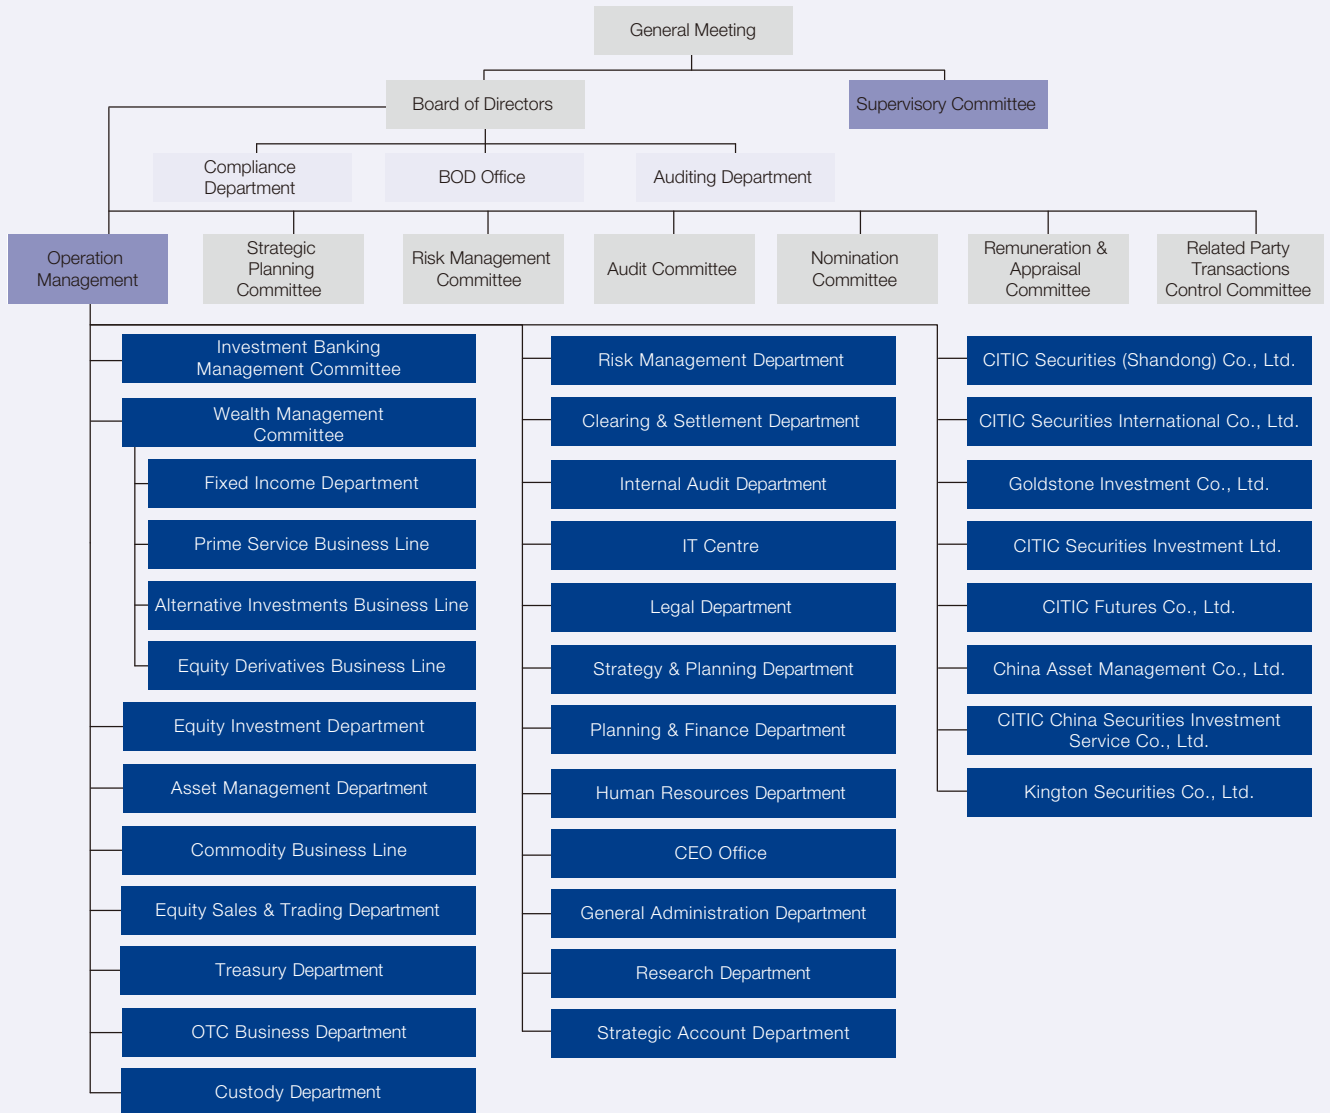 General Meeting
Board of Directors
Supervisory Committee
Compliance
Department
BOD Office
Auditing Department
Operation
Management
Strategic
Planning
Committee
Risk Management
Committee
Audit Committee
Nomination
Committee
Remuneration &
Appraisal
Committee
Related Party
Transactions
Control Committee
Investment Banking
Management Committee
Wealth Management
Committee
Fixed Income Department
Prime Service Business Line
Alternative Investments Business Line
Equity Derivatives Business Line
Equity Investment Department
Asset Management Department
Commodity Business Line
Equity Sales & Trading Department
Treasury Department
OTC Business Department
Custody Department
Risk Management Department
Clearing & Settlement Department
Internal Audit Department
IT Centre
Legal Department
Strategy & Planning Department
Planning & Finance Department
Human Resources Department
CEO Office
General Administration Department
Research Department
Strategic Account Department
CITIC Securities (Shandong) Co., Ltd.
CITIC Securities International Co., Ltd.
Goldstone Investment Co., Ltd.
CITIC Securities Investment Ltd.
CITIC Futures Co., Ltd.
China Asset Management Co., Ltd.
CITIC China Securities Investment
Service Co., Ltd.
Kington Securities Co., Ltd.